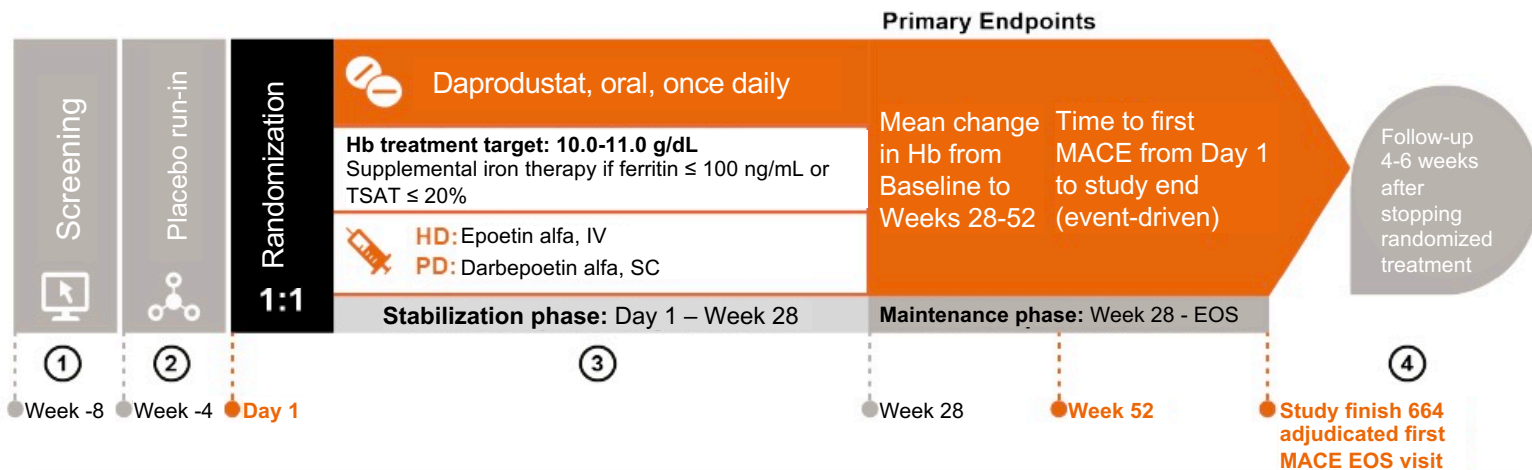 Primary Endpoints
Screening
Placebo run-in
Randomization
1:1
Daprodustat, oral, once daily
Hb treatment target: 10.0-11.0 g/dL
Supplemental iron therapy if ferritin ≤ 100 ng/mL or
TSAT ≤ 20%
HD: Epoetin alfa, IV
PD: Darbepoetin alfa, SC
Mean change
in Hb from
Baseline to
Weeks 28-52
Time to first
MACE from Day 1
to study end
(event-driven)
Follow-up
4-6 weeks
after
stopping
randomized
treatment
Stabilization phase: Day 1 – Week 28
Maintenance phase: Week 28 - EOS
1
2
3
4
Week -8
Week -4
Day 1
Week 28
Week 52
Study finish 664
adjudicated first
MACE EOS visit